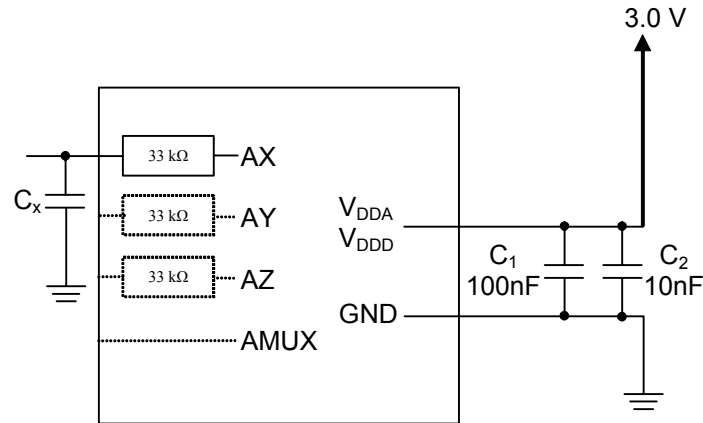 3.0 V
33 kΩ AX
Cx
33 kΩ AY
33 kΩ AZ
AMUX
VDDA
VDDD
GND
C1
100nF
C2
10nF